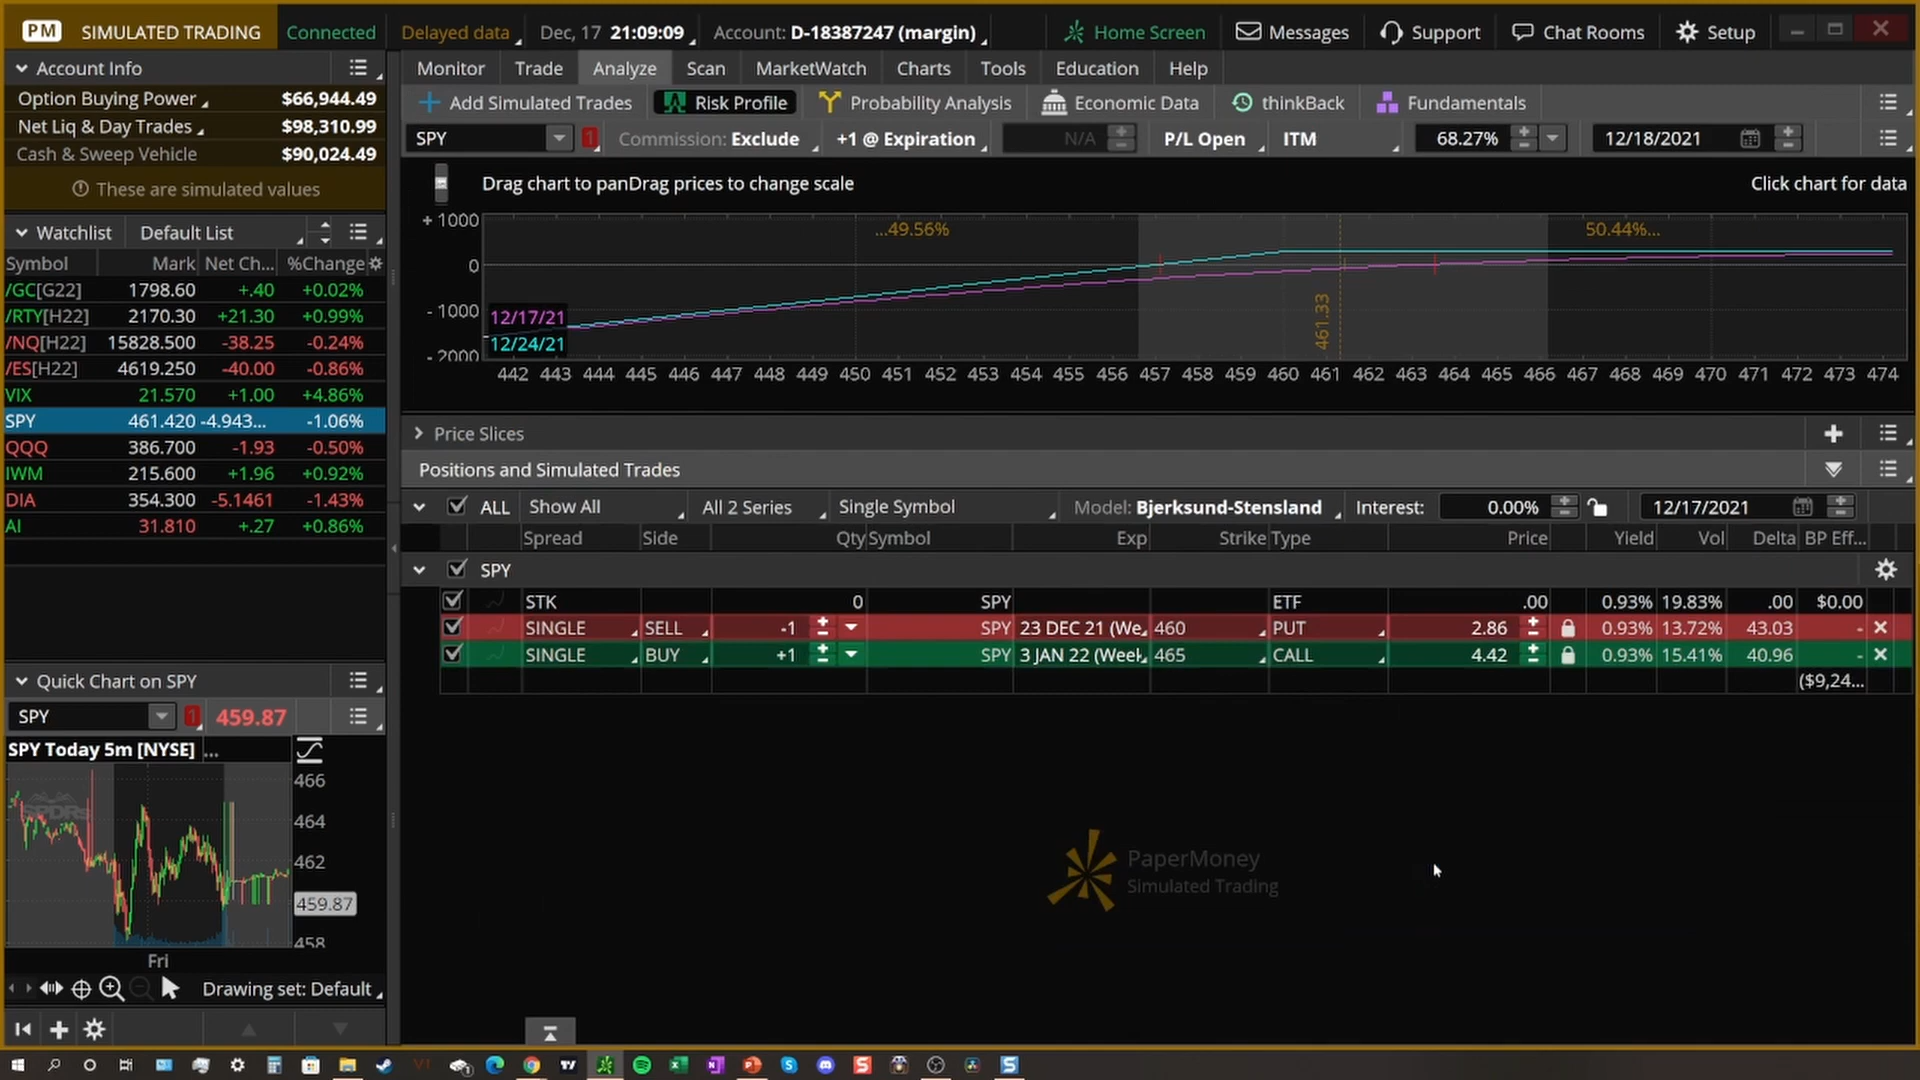 PM SIMULATED TRADING Connected Delayed data Dec, 17 21:09:09 Account: D-18387247 (margin) Home Screen Messages Support Chat Rooms Setup
Account Info
Option Buying Power $66,944.49
Net Liq & Day Trades $98,310.99
Cash & Sweep Vehicle $90,024.49
These are simulated values
Watchlist Default List
Symbol Mark Net Ch... %Change
/GC[G22] 1798.60 +.40 +0.02%
/RTY[H22] 2170.30 +21.30 +0.99%
/NQ[H22] 15828.500 -38.25 -0.24%
/ES[H22] 4619.250 -40.00 -0.86%
VIX 21.570 +1.00 +4.86%
SPY 461.420 -4.943... -1.06%
QQQ 386.700 -1.93 -0.50%
IWM 215.600 +1.96 +0.92%
DIA 354.300 -5.1461 -1.43%
AI 31.810 +.27 +0.86%
Quick Chart on SPY
SPY 1 459.87
SPY Today 5m [NYSE] ...
SPDRs
466
464
462
459.87
458
Fri
Drawing set: Default
Monitor Trade Analyze Scan MarketWatch Charts Tools Education Help
Add Simulated Trades Risk Profile Probability Analysis Economic Data thinkBack Fundamentals
SPY 1 Commission: Exclude +1 @ Expiration N/A P/L Open ITM 68.27% 12/18/2021
Drag chart to panDrag prices to change scale Click chart for data
+ 1000
0
- 1000
- 2000
...49.56% 50.44%...
461.33
12/17/21
12/24/21
442 443 444 445 446 447 448 449 450 451 452 453 454 455 456 457 458 459 460 461 462 463 464 465 466 467 468 469 470 471 472 473 474
Price Slices
Positions and Simulated Trades
ALL Show All All 2 Series Single Symbol Model: Bjerksund-Stensland Interest: 0.00% 12/17/2021
Spread Side Qty Symbol Exp Strike Type Price Yield Vol Delta BP Eff...
SPY
STK 0 SPY ETF .00 0.93% 19.83% .00 $0.00
SINGLE SELL -1 SPY 23 DEC 21 (We 460 PUT 2.86 0.93% 13.72% 43.03 -
SINGLE BUY +1 SPY 3 JAN 22 (Week 465 CALL 4.42 0.93% 15.41% 40.96 -
($9,24...
PaperMoney
Simulated Trading